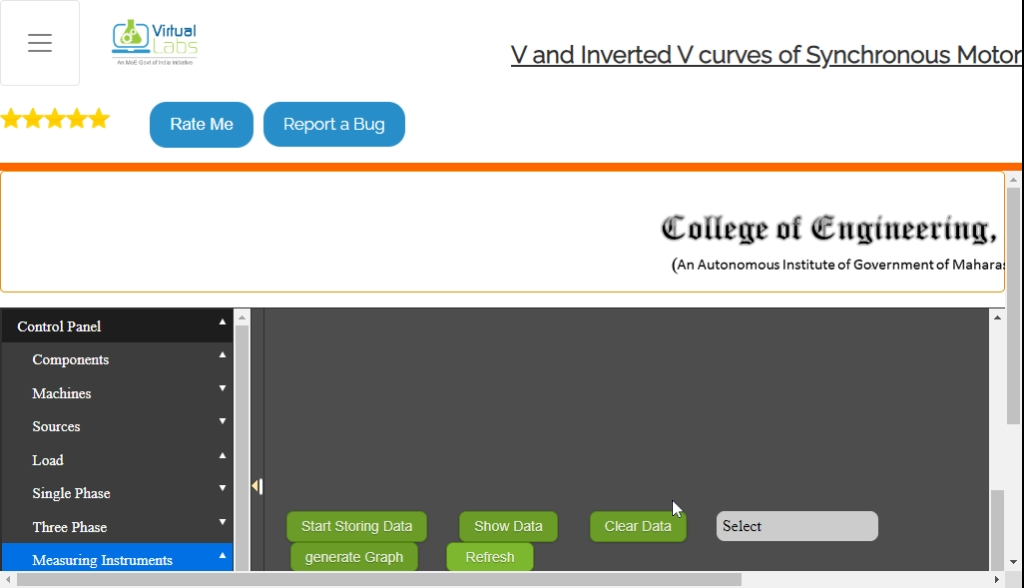 Virtual
Labs
An MoE Govt of India Initiative
V and Inverted V curves of Synchronous Motor
Rate Me
Report a Bug
College of Engineering,
(An Autonomous Institute of Government of Maharas
Control Panel
Components
Machines
Sources
Load
Single Phase
Three Phase
Measuring Instruments
Start Storing Data
Show Data
Clear Data
Select
generate Graph
Refresh